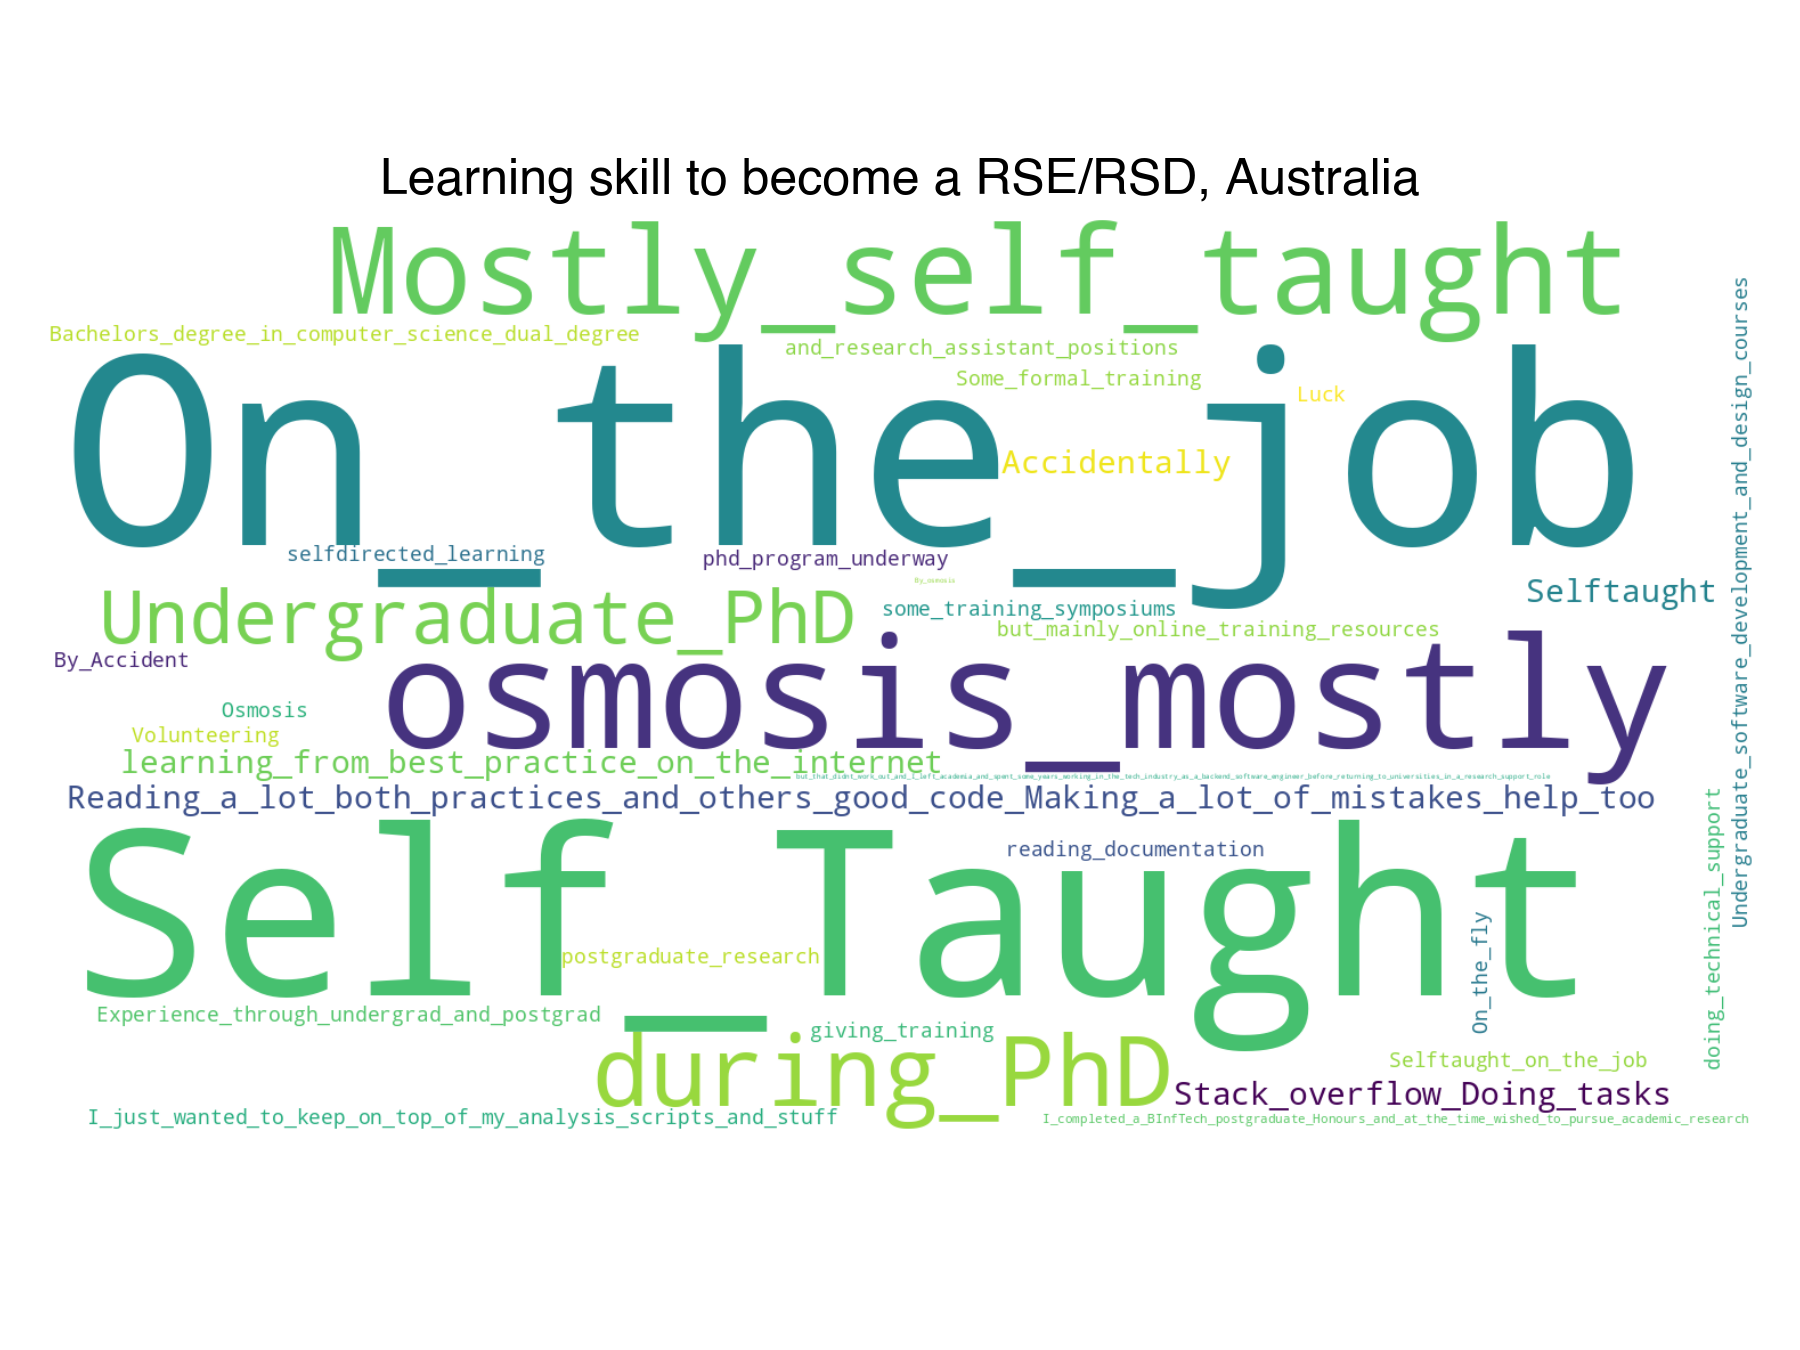 Learning skill to become a RSE/RSD, Australia
Mostly_self_taught
Bachelors_degree_in_computer_science_dual_degree
and_research_assistant_positions
Some_formal_training
Luck
On_the_job
Accidentally
selfdirected_learning
phd_program_underway
By_osmosis
Selftaught
Undergraduate_PhD
some_training_symposiums
but_mainly_online_training_resources
By_Accident
osmosis_mostly
Osmosis
Volunteering
learning_from_best_practice_on_the_internet
but_that_didnt_work_out_and_I_left_academia_and_spent_some_years_working_in_the_tech_industry_as_a_backend_software_engineer_before_returning_to_universities_in_a_research_support_role
Reading_a_lot_both_practices_and_others_good_code_Making_a_lot_of_mistakes_help_too
Self_Taught
reading_documentation
postgraduate_research
On_the_fly
doing_technical_support
Undergraduate_software_development_and_design_courses
Experience_through_undergrad_and_postgrad
giving_training
during_PhD
Selftaught_on_the_job
Stack_overflow_Doing_tasks
I_just_wanted_to_keep_on_top_of_my_analysis_scripts_and_stuff
I_completed_a_BInfTech_postgraduate_Honours_and_at_the_time_wished_to_pursue_academic_research